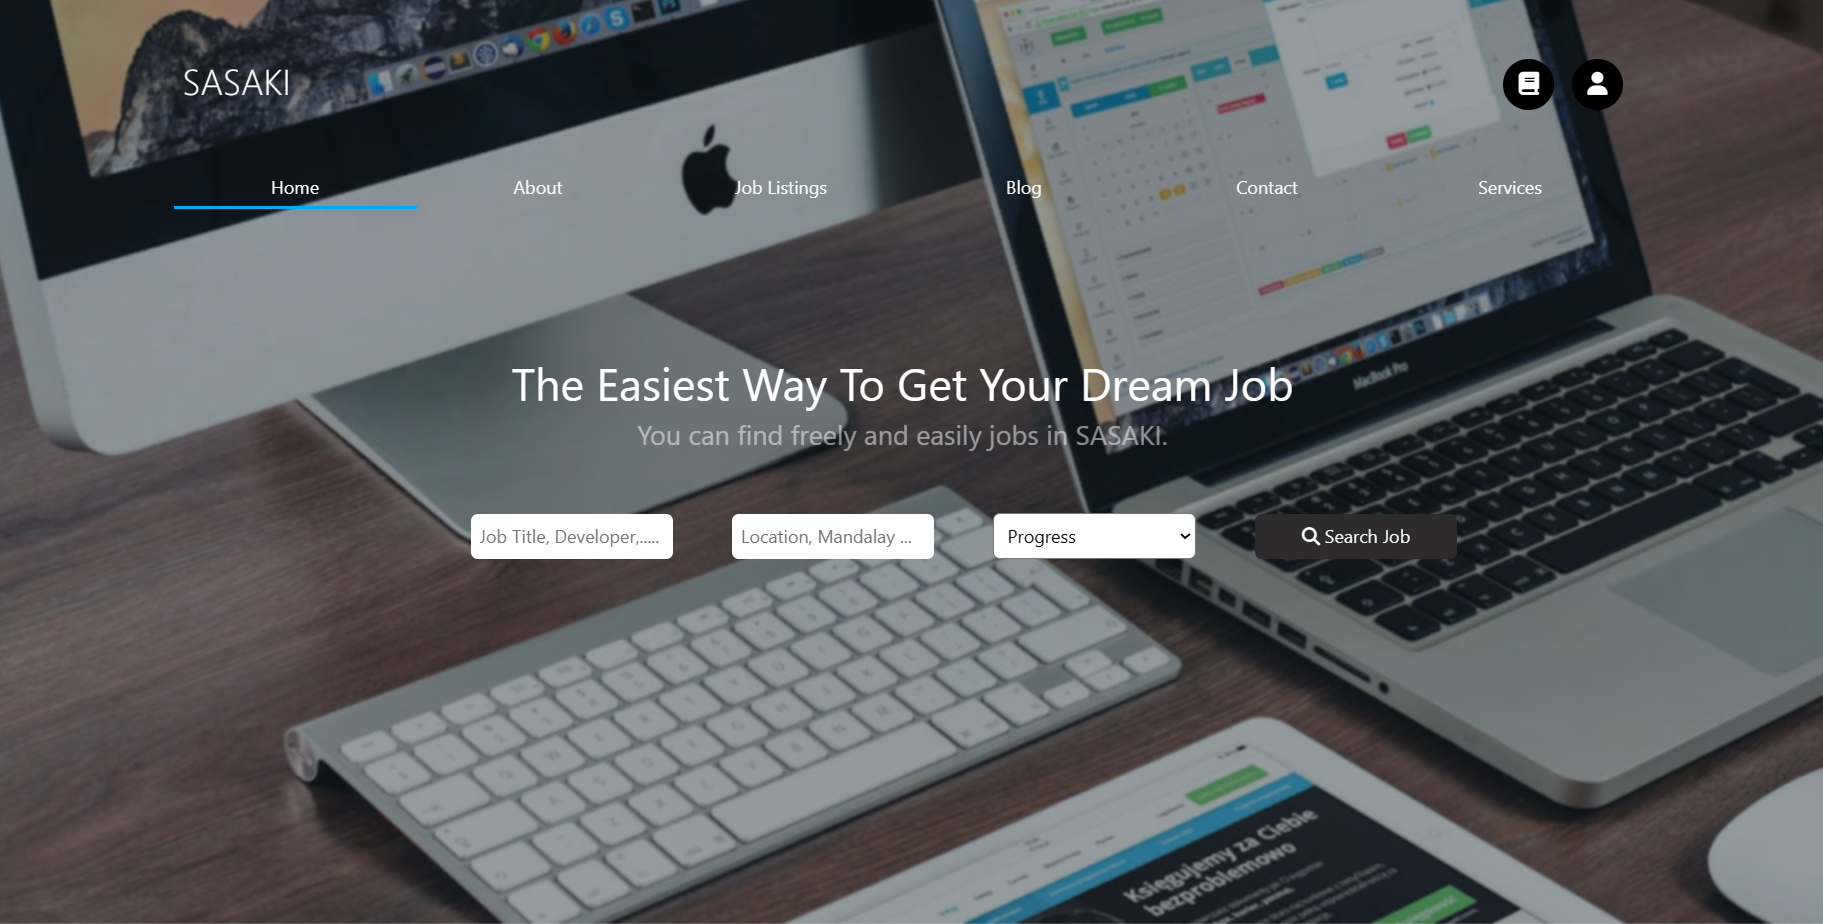 SASAKI
Home
About
Job Listings
Blog
Contact
Services
MacBook Pro
The Easiest Way To Get Your Dream Job
You can find freely and easily jobs in SASAKI.
Job Title, Developer,.....
Location, Mandalay ...
Progress
Search Job
Księgujemy za Ciebie
bezproblemowo